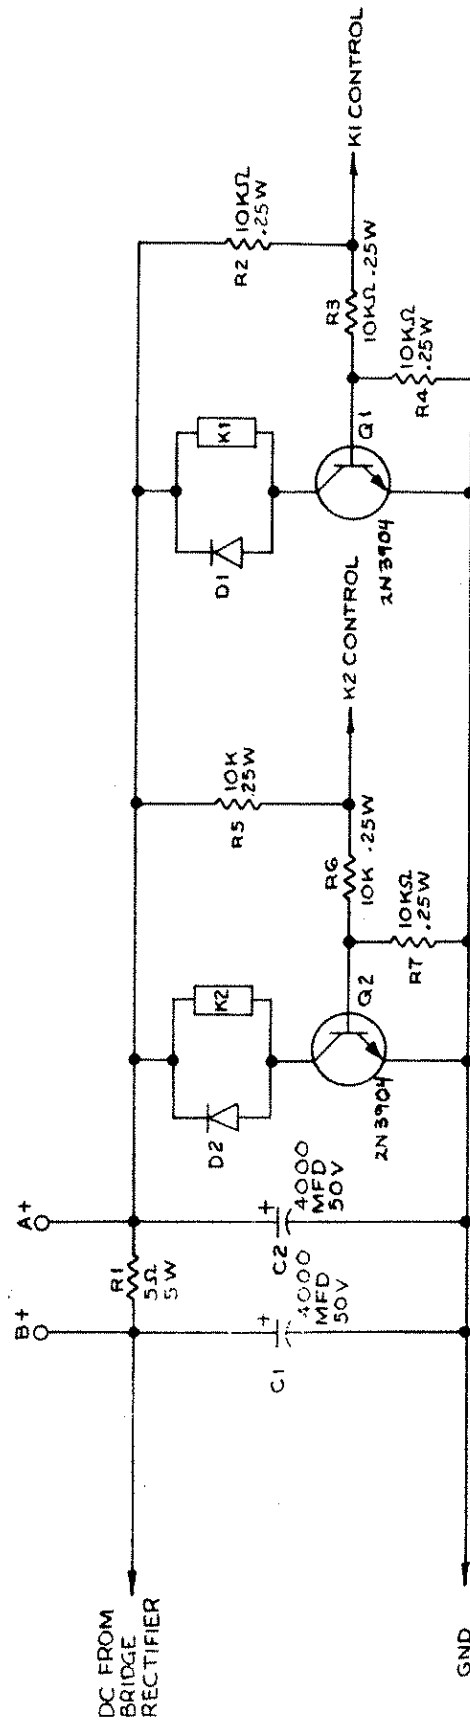 DC FROM
BRIDGE
RECTIFIER
GND
B+
A+
R1
5Ω
5W
C1
4000
MFD
50V
C2
4000
MFD
50V
D2
K2
Q2
2N3904
R5
10K
.25W
R6
10K .25W
R7
10KΩ
.25W
K2 CONTROL
D1
K1
Q1
2N3904
R2
10KΩ
.25W
R3
10KΩ .25W
R4
10KΩ
.25W
K1 CONTROL